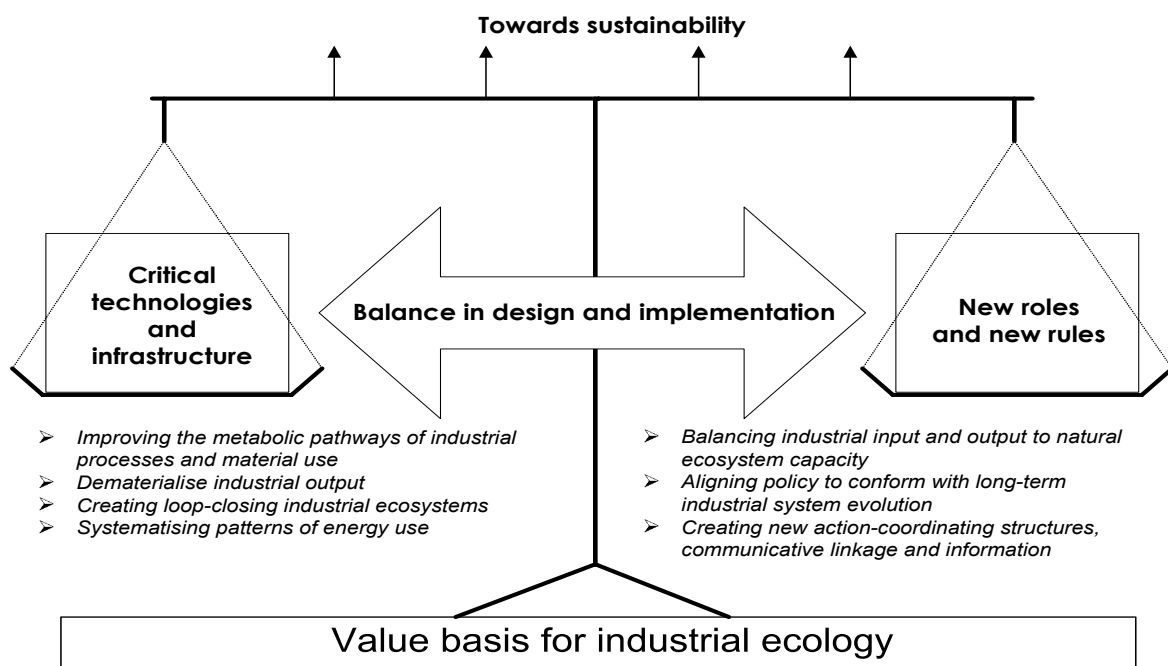 Towards sustainability
Critical
technologies
and
infrastructure
Balance in design and implementation
New roles
and new rules
➢ Improving the metabolic pathways of industrial
processes and material use
➢ Dematerialise industrial output
➢ Creating loop-closing industrial ecosystems
➢ Systematising patterns of energy use
➢ Balancing industrial input and output to natural
ecosystem capacity
➢ Aligning policy to conform with long-term
industrial system evolution
➢ Creating new action-coordinating structures,
communicative linkage and information
Value basis for industrial ecology